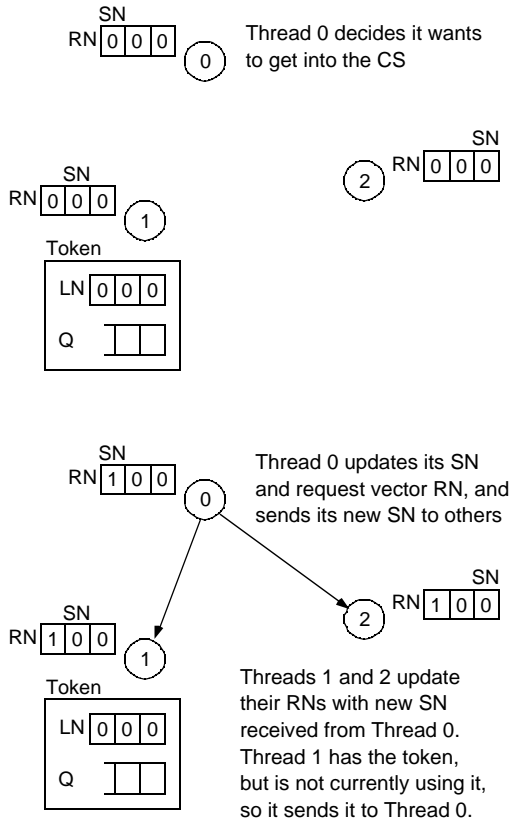 SN
RN 0 0 0
0
Thread 0 decides it wants
to get into the CS
SN
RN 0 0 0
2
SN
RN 0 0 0
1
Token
LN 0 0 0
Q
SN
RN 1 0 0
0
Thread 0 updates its SN
and request vector RN, and
sends its new SN to others
SN
RN 1 0 0
2
SN
RN 1 0 0
1
Token
LN 0 0 0
Q
Threads 1 and 2 update
their RNs with new SN
received from Thread 0.
Thread 1 has the token,
but is not currently using it,
so it sends it to Thread 0.